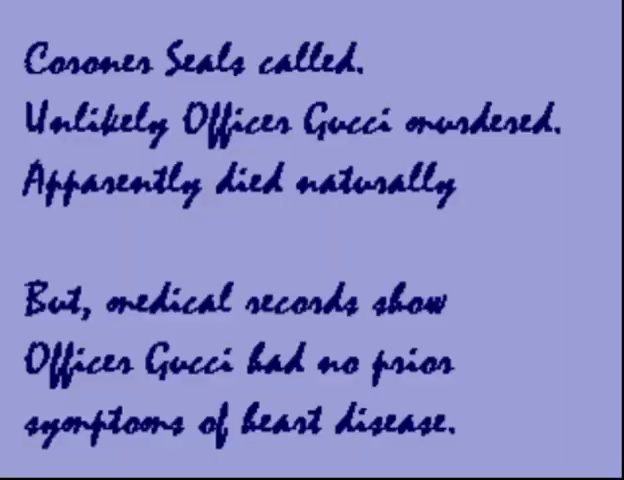 Coroner Seals called.
Unlikely Officer Gucci murdered.
Apparently died naturally
But, medical records show
Officer Gucci had no prior
symptoms of heart disease.